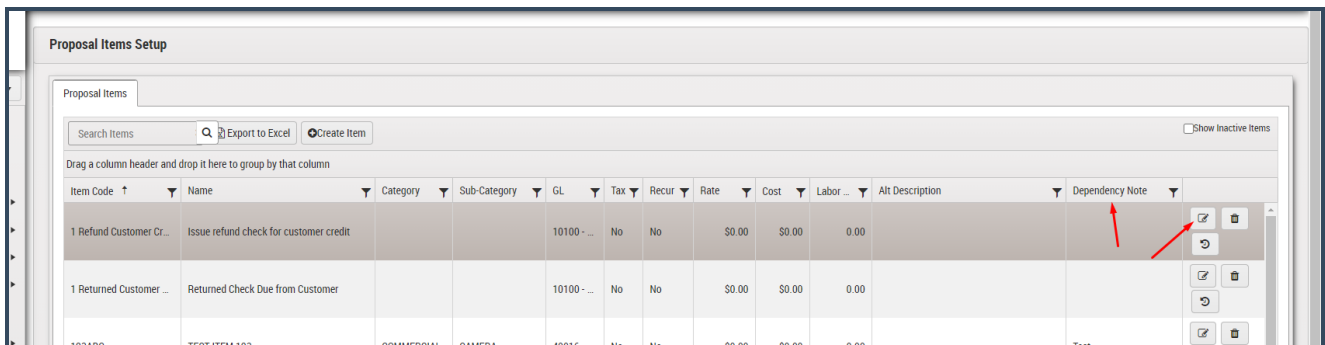 Proposal Items Setup
Proposal Items
Search Items Export to Excel Create Item Show Inactive Items
Drag a column header and drop it here to group by that column
Item Code Name Category Sub-Category GL Tax Recur Rate Cost Labor ... Alt Description Dependency Note
1 Refund Customer Cr... Issue refund check for customer credit 10100 - ... No No $0.00 $0.00 0.00
1 Returned Customer ... Returned Check Due from Customer 10100 - ... No No $0.00 $0.00 0.00